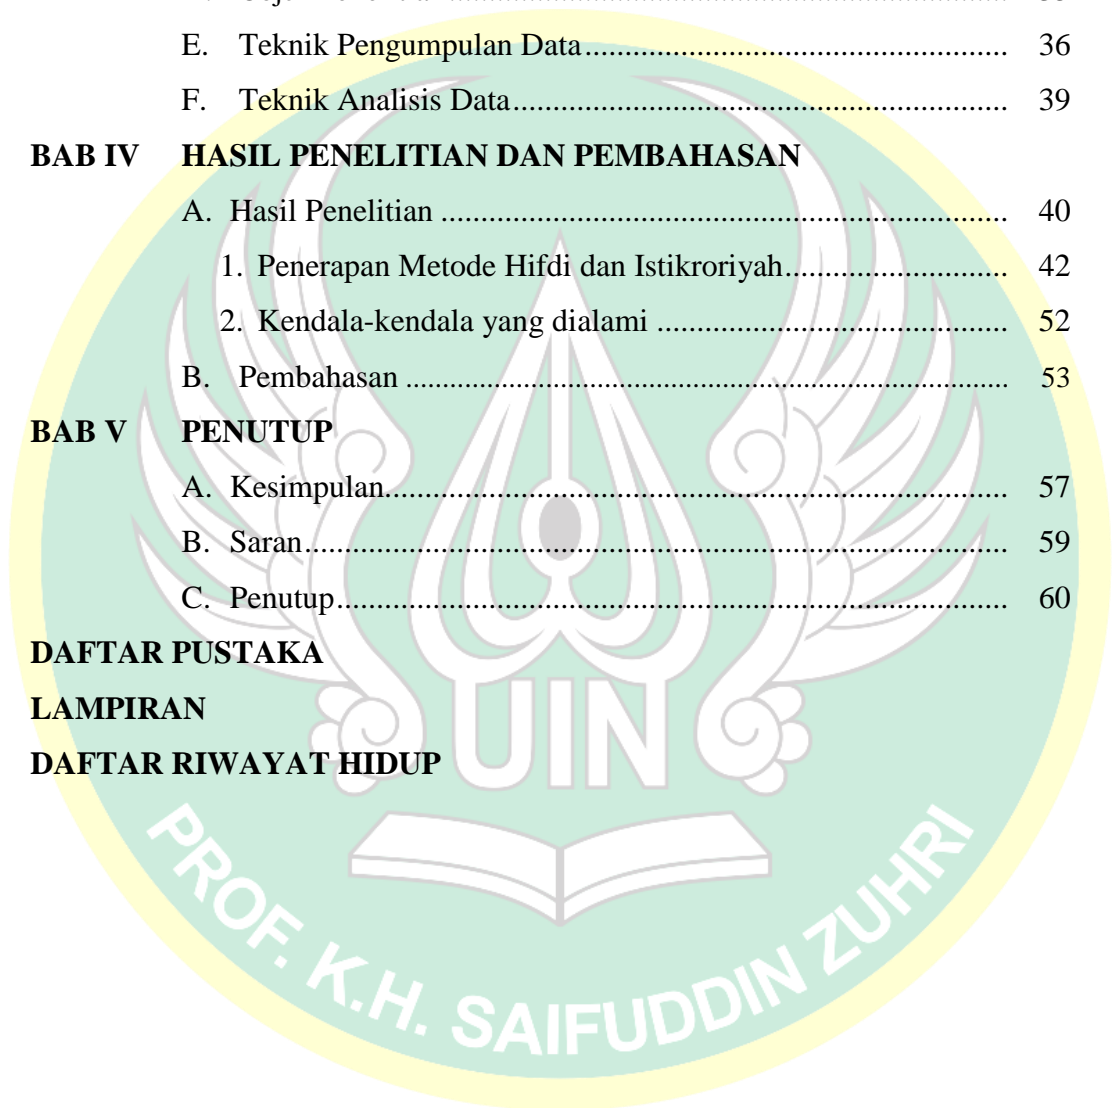 E. Teknik Pengumpulan Data........................................................ 36
F. Teknik Analisis Data................................................................. 39
BAB IV HASIL PENELITIAN DAN PEMBAHASAN
A. Hasil Penelitian .......................................................................... 40
1. Penerapan Metode Hifdi dan Istikroriyah............................. 42
2. Kendala-kendala yang dialami ............................................. 52
B. Pembahasan ............................................................................... 53
BAB V PENUTUP
A. Kesimpulan................................................................................. 57
B. Saran........................................................................................... 59
C. Penutup....................................................................................... 60
DAFTAR PUSTAKA
LAMPIRAN
DAFTAR RIWAYAT HIDUP
UIN
PROF. K.H. SAIFUDDIN ZUHRI